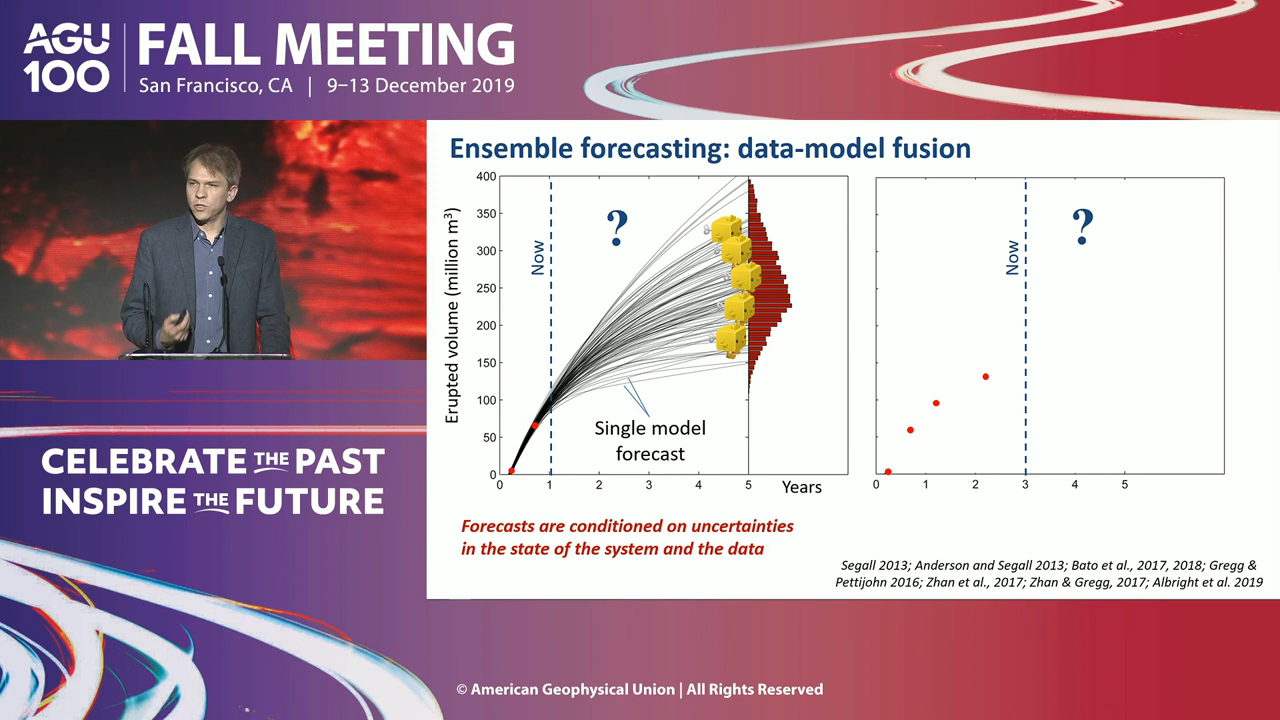 AGU
100
FALL MEETING
San Francisco, CA | 9–13 December 2019
CELEBRATE THE PAST
INSPIRE THE FUTURE
Ensemble forecasting: data-model fusion
Erupted volume (million m³)
400
350
300
250
200
150
100
50
0
0 1 2 3 4 5 Years
Now
?
Single model
forecast
Now
?
0 1 2 3 4 5
Forecasts are conditioned on uncertainties
in the state of the system and the data
Segall 2013; Anderson and Segall 2013; Bato et al., 2017, 2018; Gregg &
Pettijohn 2016; Zhan et al., 2017; Zhan & Gregg, 2017; Albright et al. 2019
© American Geophysical Union | All Rights Reserved